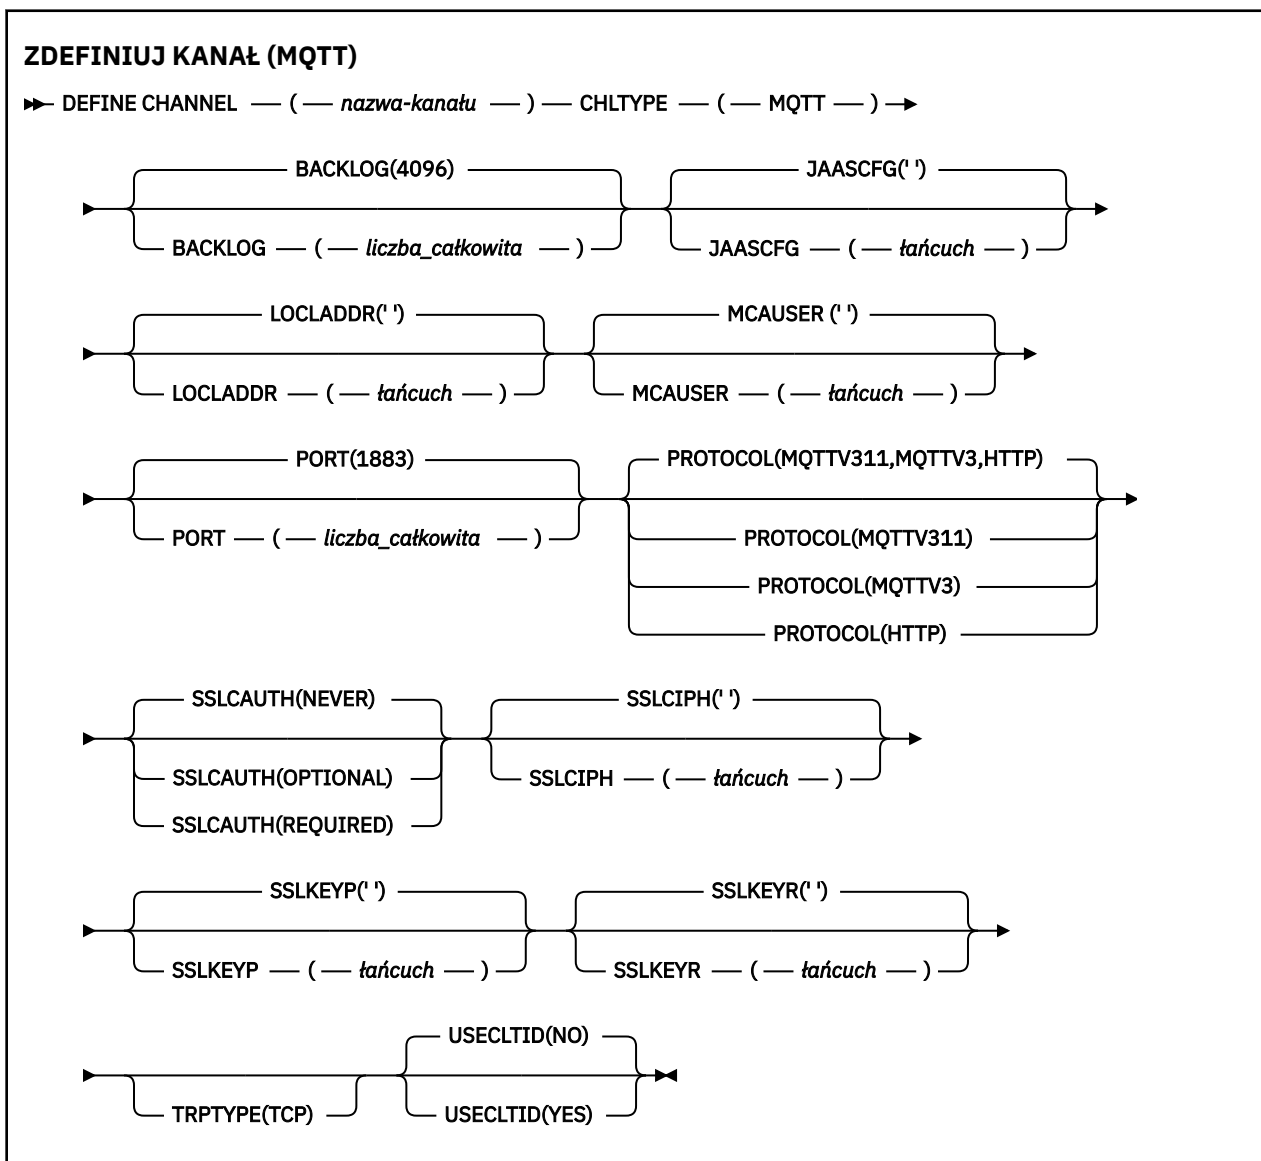 ZDEFINIUJ KANAŁ (MQTT)
DEFINE CHANNEL ( nazwa-kanału ) CHLTYPE ( MQTT )
BACKLOG(4096) JAASCFG(' ')
BACKLOG ( liczba_całkowita ) JAASCFG ( łańcuch )
LOCLADDR(' ') MCAUSER (' ')
LOCLADDR ( łańcuch ) MCAUSER ( łańcuch )
PORT(1883) PROTOCOL(MQTTV311,MQTTV3,HTTP)
PORT ( liczba_całkowita ) PROTOCOL(MQTTV311)
PROTOCOL(MQTTV3)
PROTOCOL(HTTP)
SSLCAUTH(NEVER) SSLCIPH(' ')
SSLCAUTH(OPTIONAL) SSLCIPH ( łańcuch )
SSLCAUTH(REQUIRED)
SSLKEYP(' ') SSLKEYR(' ')
SSLKEYP ( łańcuch ) SSLKEYR ( łańcuch )
USECLTID(NO)
TRPTYPE(TCP) USECLTID(YES)